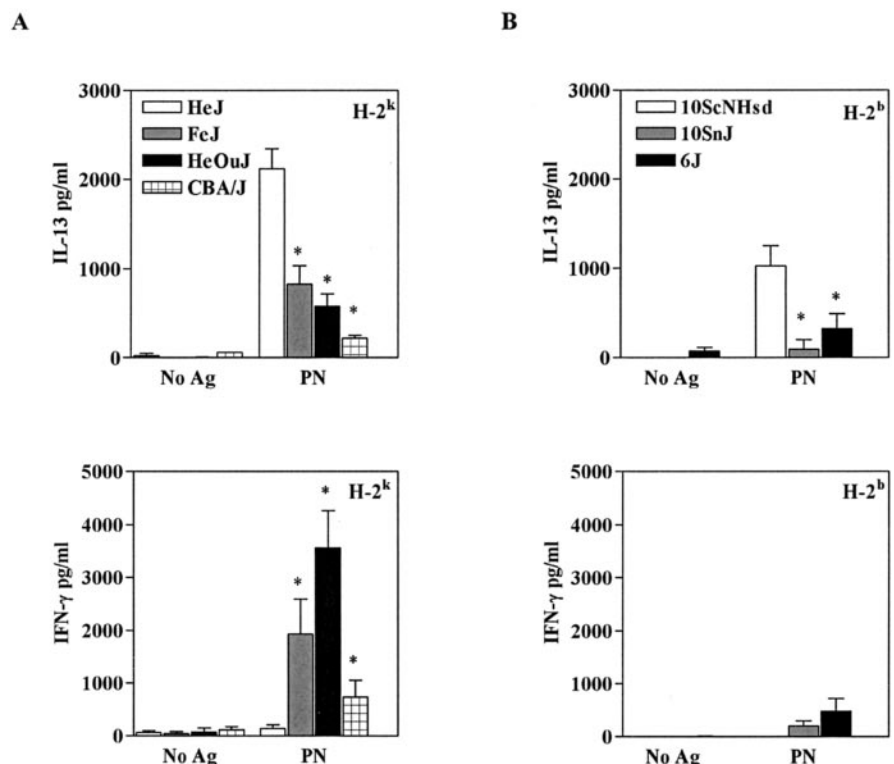 A
3000
2000
1000
0
IL-13 pg/ml
HeJ
FeJ
HeOuJ
CBA/J
H-2k
*
*
*
No Ag
PN
B
3000
2000
1000
0
IL-13 pg/ml
10ScNHsd
10SnJ
6J
H-2b
*
*
No Ag
PN
5000
4000
3000
2000
1000
0
IFN-γ pg/ml
H-2k
*
*
*
No Ag
PN
5000
4000
3000
2000
1000
0
IFN-γ pg/ml
H-2b
No Ag
PN